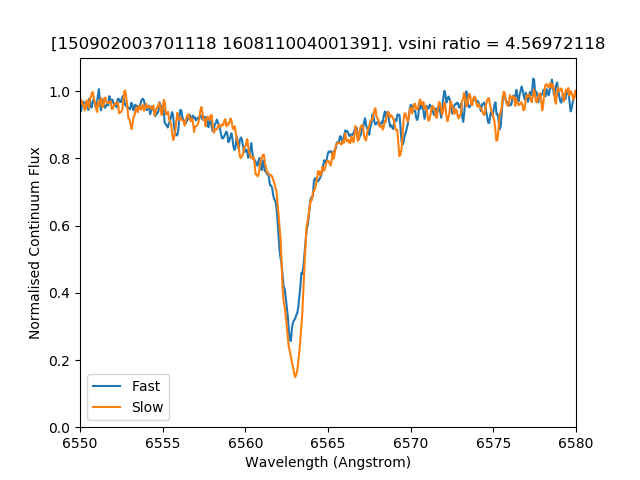 [150902003701118 160811004001391]. vsini ratio = 4.56972118
1.0
0.8
0.6
0.4
0.2
0.0
Normalised Continuum Flux
Fast
Slow
6550 6555 6560 6565 6570 6575 6580
Wavelength (Angstrom)